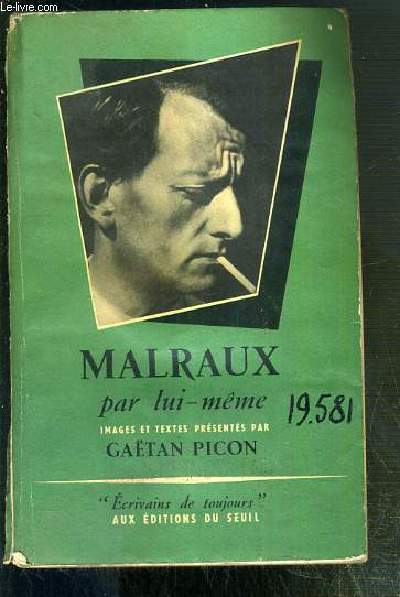 Le-livre.com
MALRAUX
par lui-même
19.581
IMAGES ET TEXTES PRÉSENTÉS PAR
GAËTAN PICON
"Écrivains de toujours"
AUX ÉDITIONS DU SEUIL